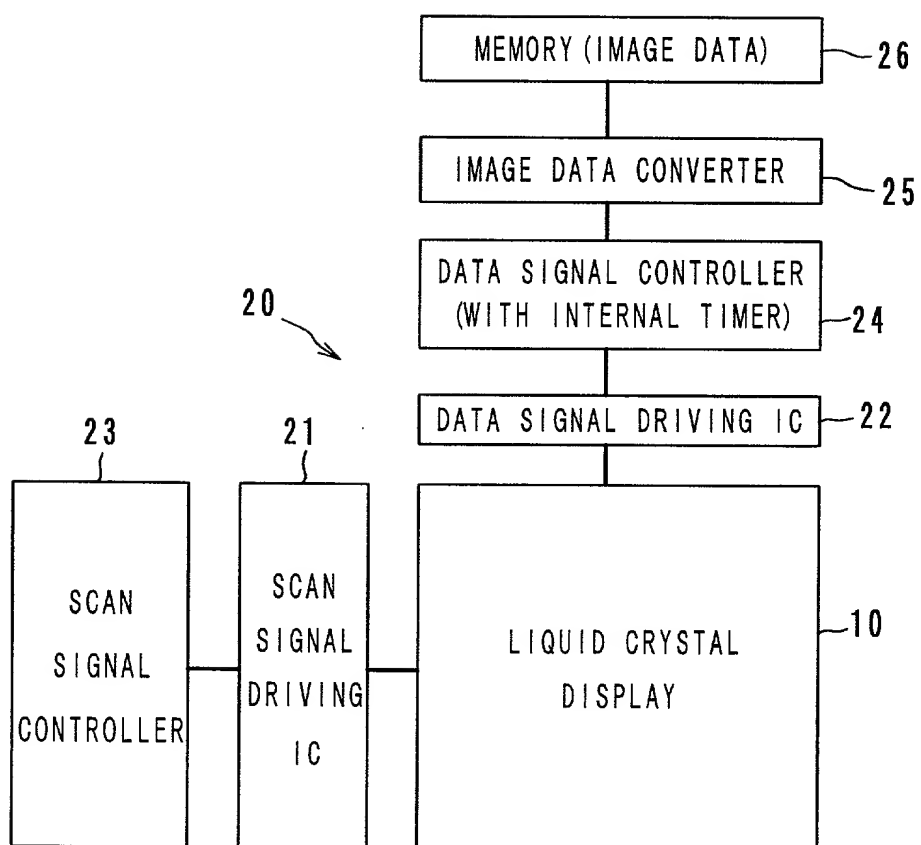 MEMORY (IMAGE DATA)
26
IMAGE DATA CONVERTER
25
DATA SIGNAL CONTROLLER
(WITH INTERNAL TIMER)
24
20
DATA SIGNAL DRIVING IC
22
23
21
SCAN
SIGNAL
CONTROLLER
SCAN
SIGNAL
DRIVING
IC
LIQUID CRYSTAL
DISPLAY
10